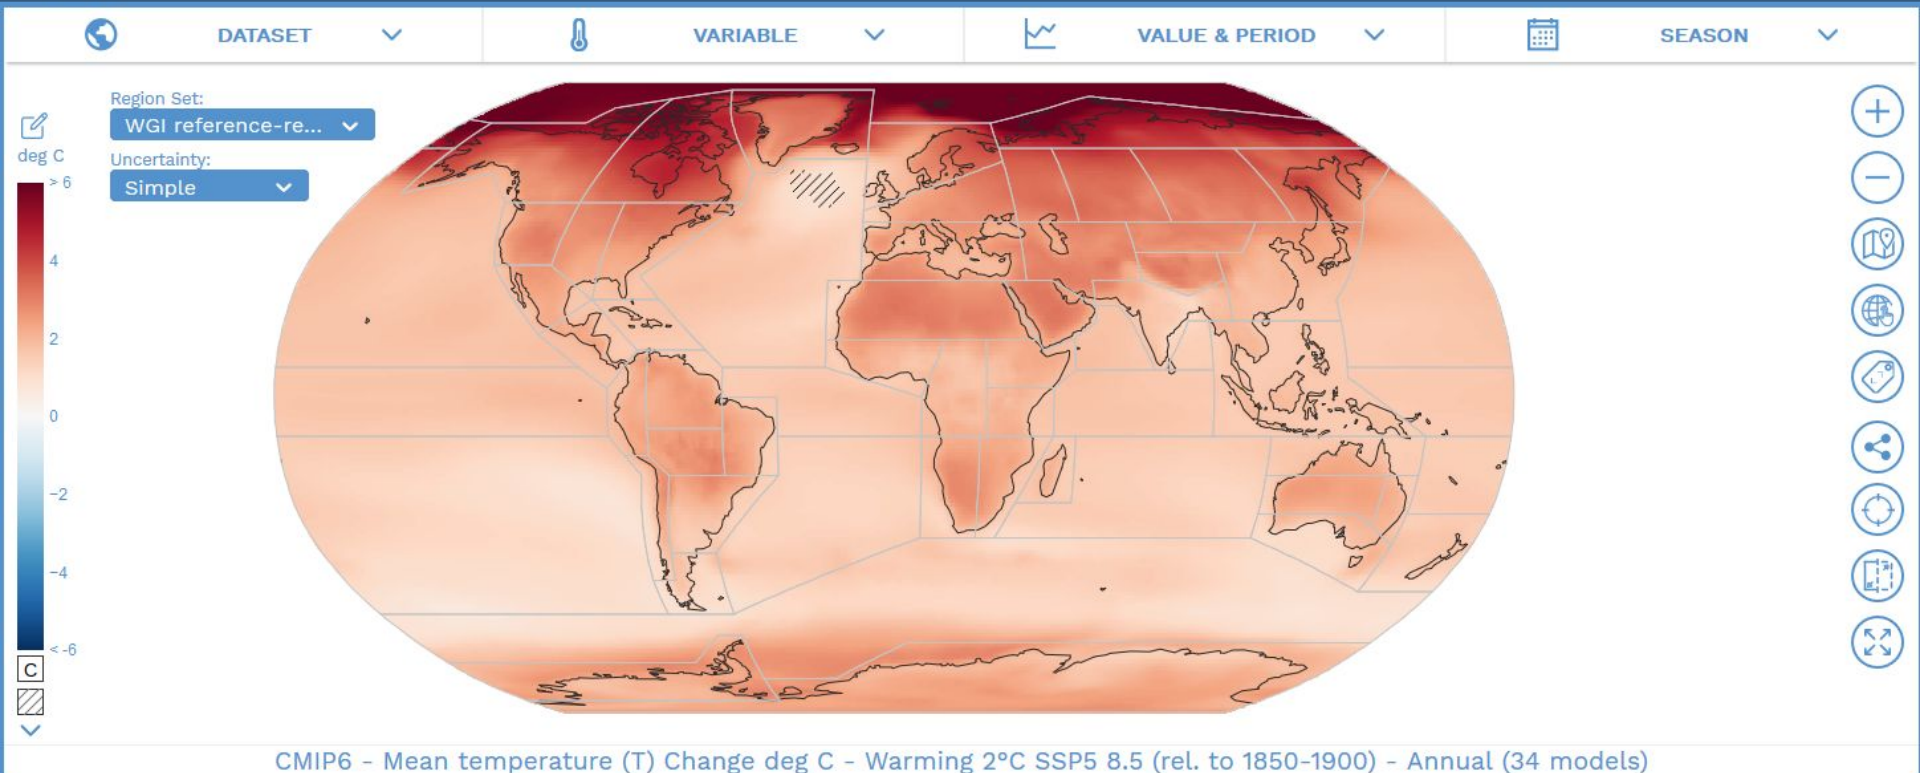 DATASET
VARIABLE
VALUE & PERIOD
SEASON
Region Set:
WGI reference-re...
Uncertainty:
Simple
deg C
> 6
4
2
0
−2
−4
< -6
C
CMIP6 - Mean temperature (T) Change deg C - Warming 2°C SSP5 8.5 (rel. to 1850-1900) - Annual (34 models)